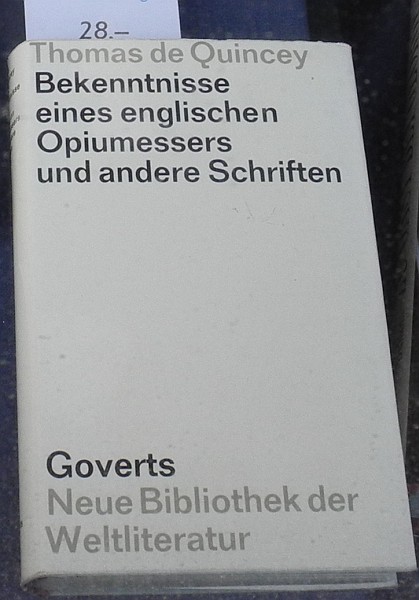 28.–
Thomas de Quincey
Bekenntnisse
eines englischen
Opiumessers
und andere Schriften
Goverts
Neue Bibliothek der
Weltliteratur